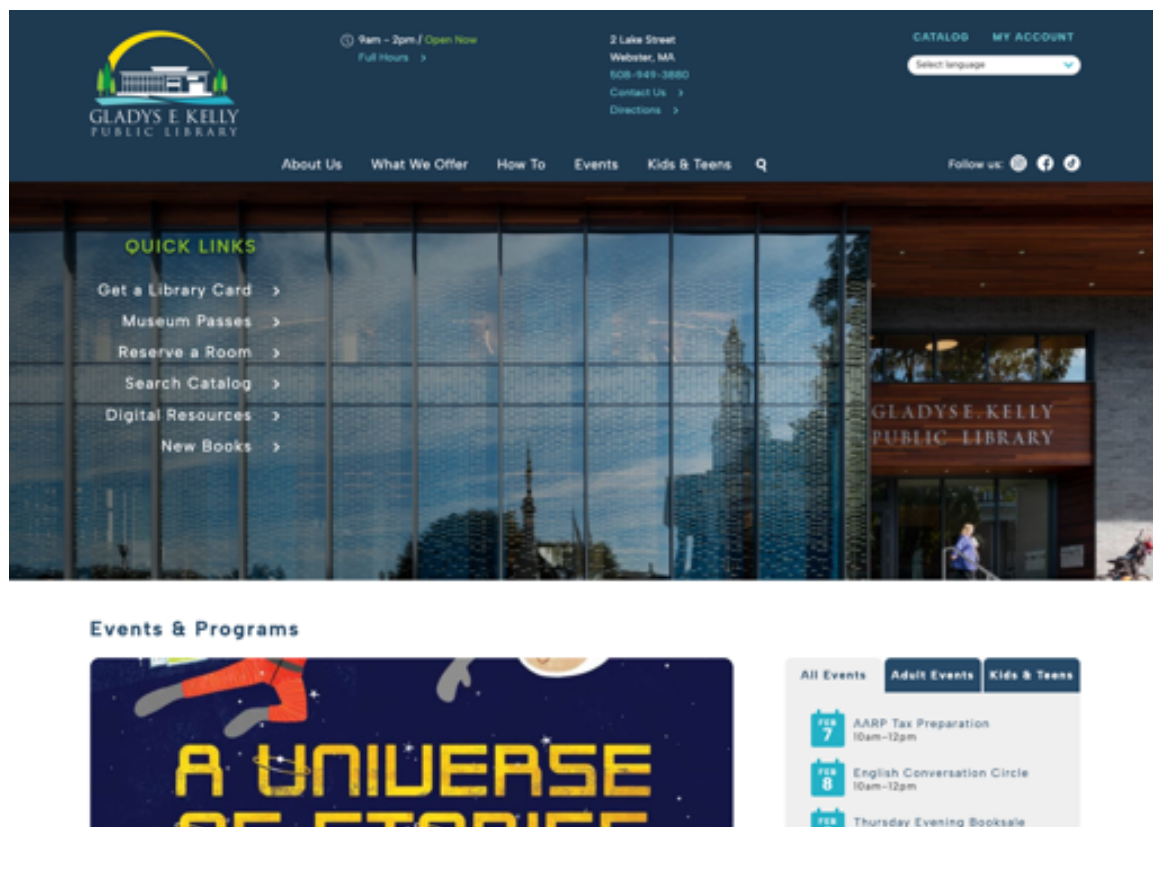 9am – 2pm / Open Now
Full Hours >
2 Lake Street
Webster, MA
508-949-3880
Contact Us >
Directions >
CATALOG MY ACCOUNT
Select language
GLADYS E KELLY
PUBLIC LIBRARY
About Us What We Offer How To Events Kids & Teens
Follow us:
QUICK LINKS
Get a Library Card >
Museum Passes >
Reserve a Room >
Search Catalog >
Digital Resources >
New Books >
GLADYS E. KELLY
PUBLIC LIBRARY
Events & Programs
A UNIVERSE
OF STORIES
All Events Adult Events Kids & Teens
FEB
7
AARP Tax Preparation
10am–12pm
FEB
8
English Conversation Circle
10am–12pm
FEB
Thursday Evening Booksale